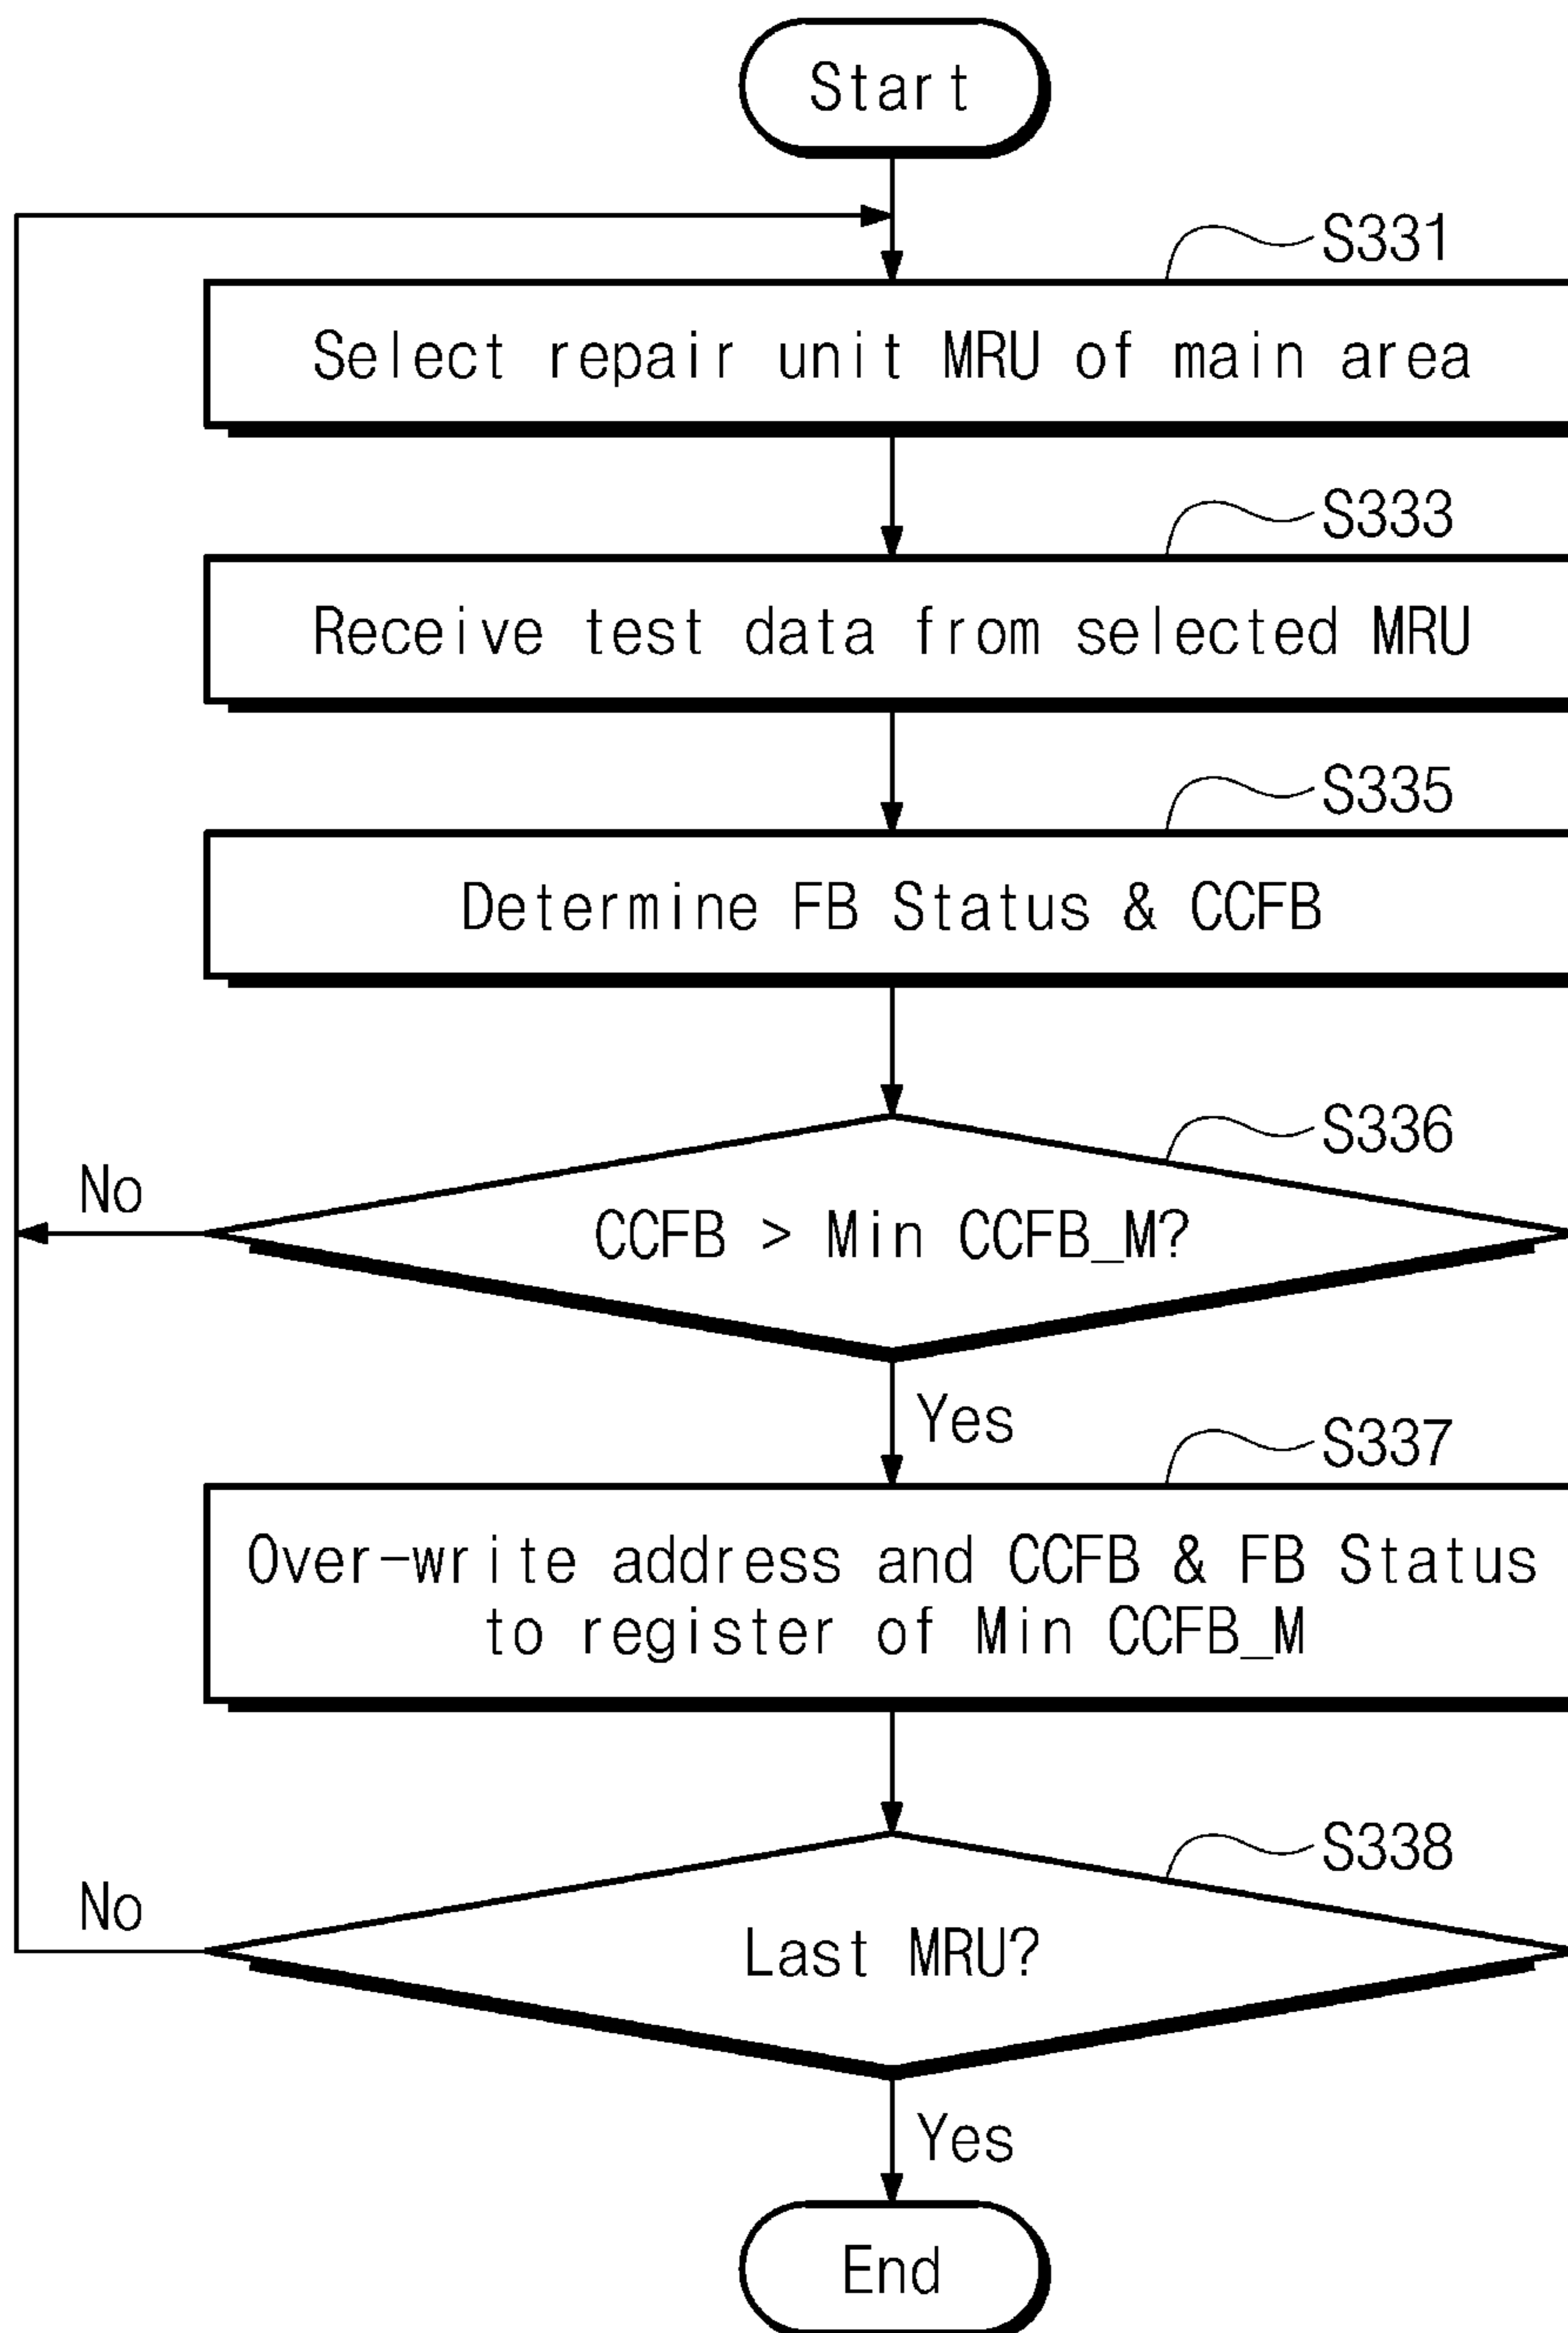 Start
S331
Select repair unit MRU of main area
S333
Receive test data from selected MRU
S335
Determine FB Status & CCFB
S336
No
CCFB > Min CCFB_M?
Yes
S337
Over-write address and CCFB & FB Status
to register of Min CCFB_M
S338
No
Last MRU?
Yes
End